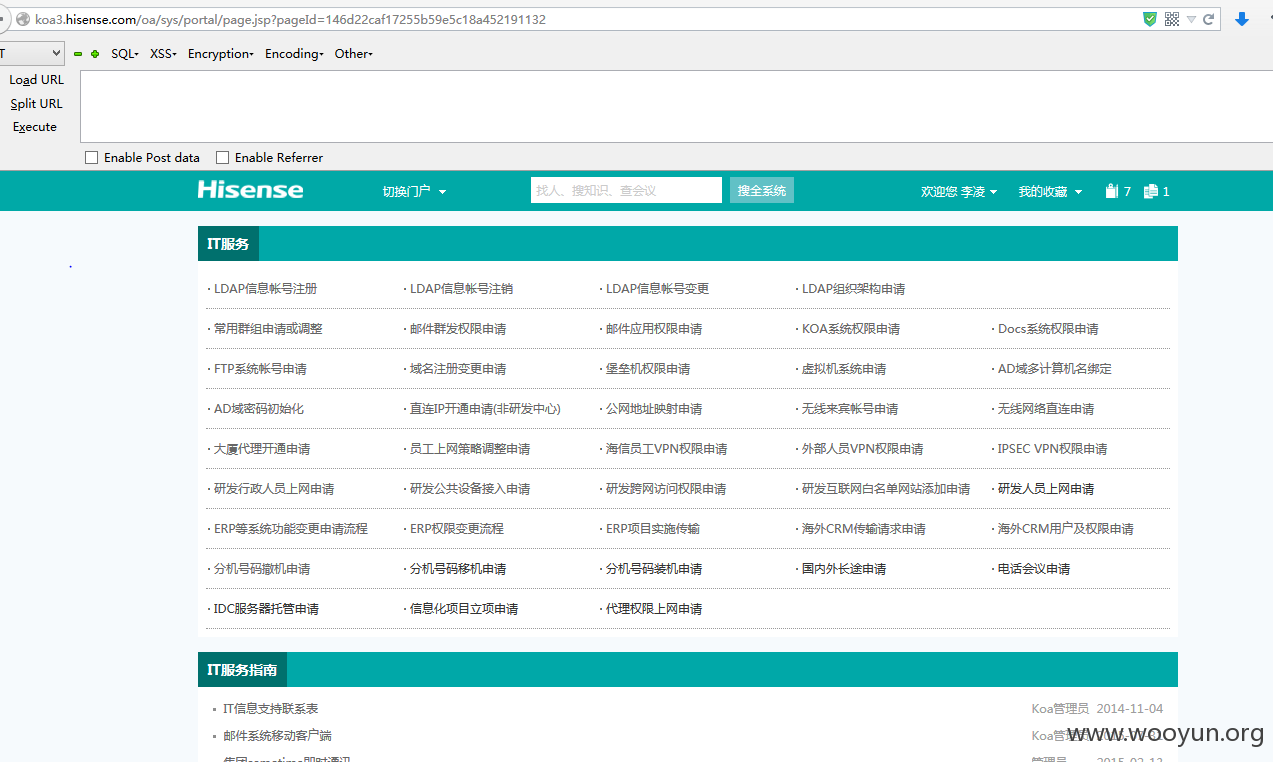 koa3.hisense.com/oa/sys/portal/page.jsp?pageId=146d22caf17255b59e5c18a452191132
T SQL XSS Encryption Encoding Other
Load URL
Split URL
Execute
Enable Post data Enable Referrer
Hisense 切换门户 找人、搜知识、查会议 搜全系统 欢迎您 李凌 我的收藏 7 1
IT服务
· LDAP信息帐号注册 · LDAP信息帐号注销 · LDAP信息帐号变更 · LDAP组织架构申请
· 常用群组申请或调整 · 邮件群发权限申请 · 邮件应用权限申请 · KOA系统权限申请 · Docs系统权限申请
· FTP系统帐号申请 · 域名注册变更申请 · 堡垒机权限申请 · 虚拟机系统申请 · AD域多计算机名绑定
· AD域密码初始化 · 直连IP开通申请(非研发中心) · 公网地址映射申请 · 无线来宾帐号申请 · 无线网络直连申请
· 大厦代理开通申请 · 员工上网策略调整申请 · 海信员工VPN权限申请 · 外部人员VPN权限申请 · IPSEC VPN权限申请
· 研发行政人员上网申请 · 研发公共设备接入申请 · 研发跨网访问权限申请 · 研发互联网白名单网站添加申请 · 研发人员上网申请
· ERP等系统功能变更申请流程 · ERP权限变更流程 · ERP项目实施传输 · 海外CRM传输请求申请 · 海外CRM用户及权限申请
· 分机号码撤机申请 · 分机号码移机申请 · 分机号码装机申请 · 国内外长途申请 · 电话会议申请
· IDC服务器托管申请 · 信息化项目立项申请 · 代理权限上网申请
IT服务指南
IT信息支持联系表 Koa管理员 2014-11-04
邮件系统移动客户端 Koa管理员
www.wooyun.org